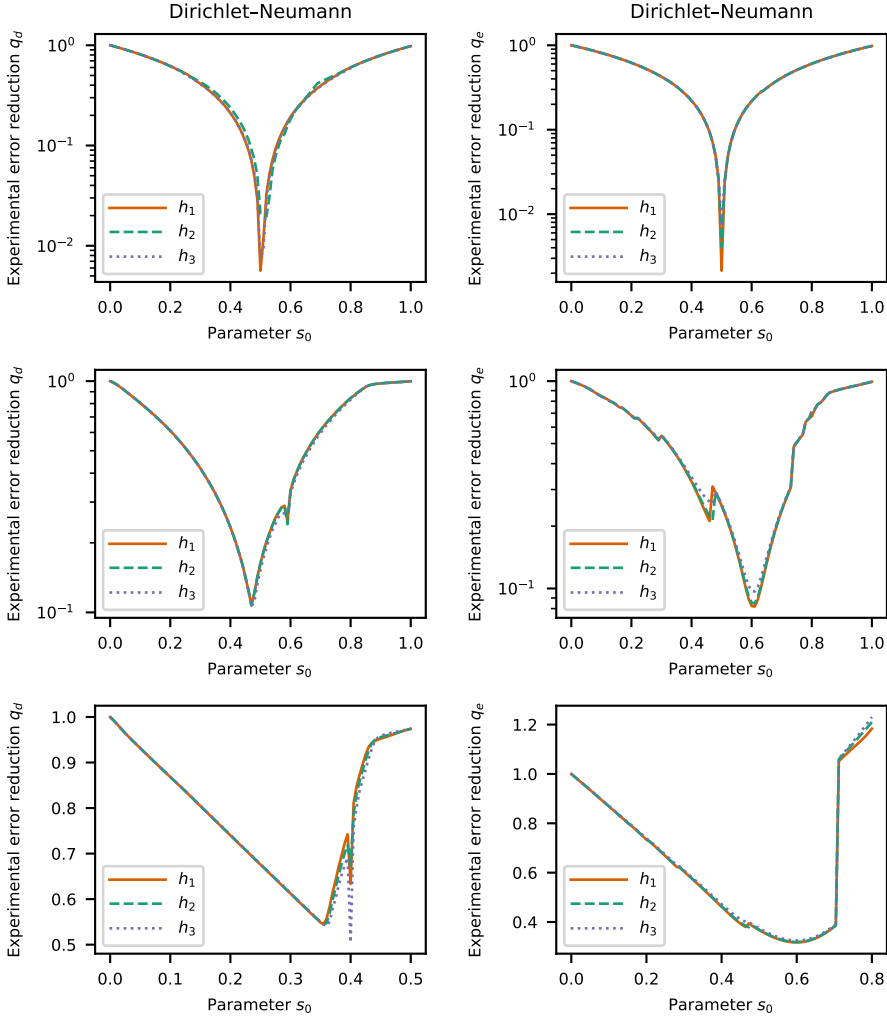 Dirichlet–Neumann
Experimental error reduction q_d
10^0
10^−1
10^−2
h_1
h_2
h_3
0.0 0.2 0.4 0.6 0.8 1.0
Parameter s_0
Dirichlet–Neumann
Experimental error reduction q_e
10^0
10^−1
10^−2
h_1
h_2
h_3
0.0 0.2 0.4 0.6 0.8 1.0
Parameter s_0
Experimental error reduction q_d
10^0
10^−1
h_1
h_2
h_3
0.0 0.2 0.4 0.6 0.8 1.0
Parameter s_0
Experimental error reduction q_e
10^0
10^−1
h_1
h_2
h_3
0.0 0.2 0.4 0.6 0.8 1.0
Parameter s_0
Experimental error reduction q_d
1.0
0.9
0.8
0.7
0.6
0.5
h_1
h_2
h_3
0.0 0.1 0.2 0.3 0.4 0.5
Parameter s_0
Experimental error reduction q_e
1.2
1.0
0.8
0.6
0.4
h_1
h_2
h_3
0.0 0.2 0.4 0.6 0.8
Parameter s_0